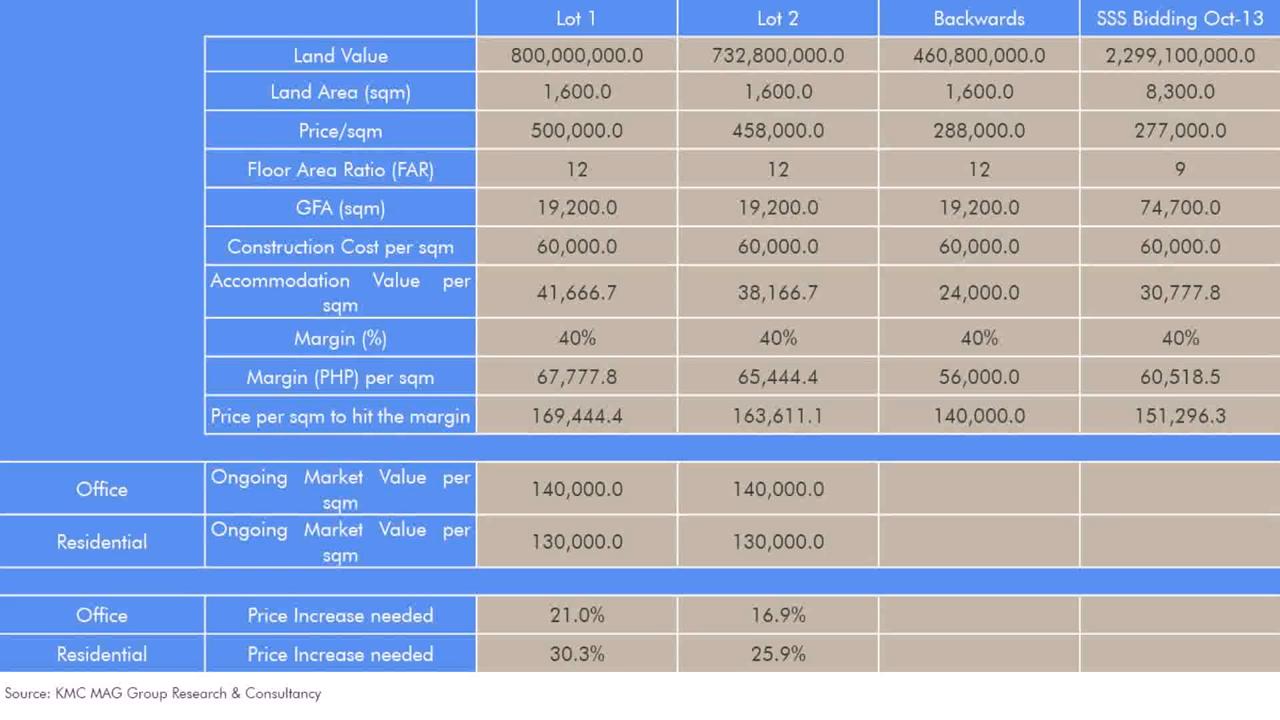 Lot 1 Lot 2 Backwards SSS Bidding Oct-13
Land Value 800,000,000.0 732,800,000.0 460,800,000.0 2,299,100,000.0
Land Area (sqm) 1,600.0 1,600.0 1,600.0 8,300.0
Price/sqm 500,000.0 458,000.0 288,000.0 277,000.0
Floor Area Ratio (FAR) 12 12 12 9
GFA (sqm) 19,200.0 19,200.0 19,200.0 74,700.0
Construction Cost per sqm 60,000.0 60,000.0 60,000.0 60,000.0
Accommodation Value per
sqm 41,666.7 38,166.7 24,000.0 30,777.8
Margin (%) 40% 40% 40% 40%
Margin (PHP) per sqm 67,777.8 65,444.4 56,000.0 60,518.5
Price per sqm to hit the margin 169,444.4 163,611.1 140,000.0 151,296.3
Office Ongoing Market Value per
sqm 140,000.0 140,000.0
Residential Ongoing Market Value per
sqm 130,000.0 130,000.0
Office Price Increase needed 21.0% 16.9%
Residential Price Increase needed 30.3% 25.9%
Source: KMC MAG Group Research & Consultancy